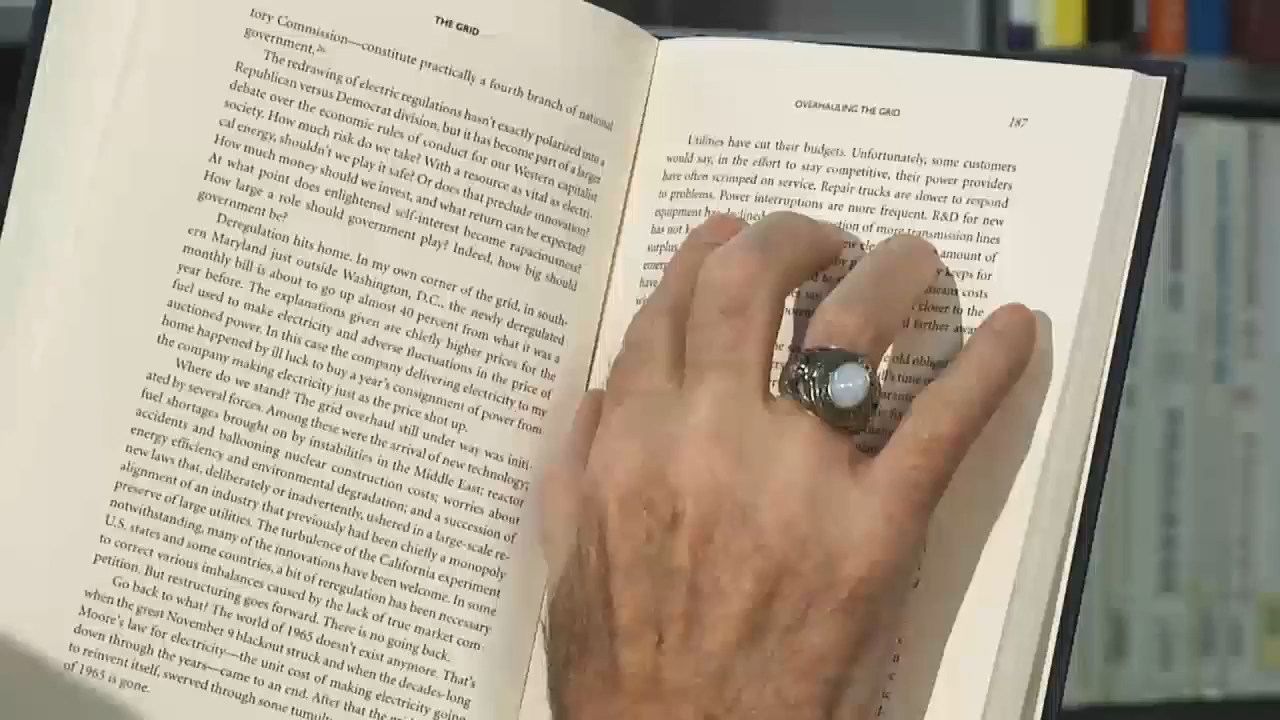 THE GRID
lory Commission—constitute practically a fourth branch of national
government.
The redrawing of electric regulations hasn't exactly polarized into a
Republican versus Democrat division, but it has become part of a larger
debate over the economic rules of conduct for our Western capitalist
society. How much risk do we take? With a resource as vital as electri-
cal energy, shouldn't we play it safe? Or does that preclude innovation?
How much money should we invest, and what return can be expected?
At what point does enlightened self-interest become rapaciousness?
How large a role should government play? Indeed, how big should
government be?
Deregulation hits home. In my own corner of the grid, in south-
ern Maryland just outside Washington, D.C., the newly deregulated
monthly bill is about to go up almost 40 percent from what it was a
year before. The explanations given are chiefly higher prices for the
fuel used to make electricity and adverse fluctuations in the price of
auctioned power. In this case the company delivering electricity to my
home happened by ill luck to buy a year's consignment of power from
the company making electricity just as the price shot up.
Where do we stand? The grid overhaul still under way was initi-
ated by several forces. Among these were the arrival of new technology;
fuel shortages brought on by instabilities in the Middle East; reactor
accidents and ballooning nuclear construction costs; worries about
energy efficiency and environmental degradation; and a succession of
new laws that, deliberately or inadvertently, ushered in a large-scale re-
alignment of an industry that previously had been chiefly a monopoly
preserve of large utilities. The turbulence of the California experiment
notwithstanding, many of the innovations have been welcome. In some
U.S. states and some countries, a bit of reregulation has been necessary
to correct various imbalances caused by the lack of true market com-
petition. But restructuring goes forward. There is no going back.
Go back to what? The world of 1965 doesn't exist anymore. That's
when the great November 9 blackout struck and when the decades-long
Moore's law for electricity—the unit cost of making electricity going
down through the years—came to an end. After that the
to reinvent itself, swerved through some
of 1965 is gone.
OVERHAULING THE GRID 187
Utilities have cut their budgets. Unfortunately, some customers
would say, in the effort to stay competitive, their power providers
have often scrimped on service. Repair trucks are slower to respond
to problems. Power interruptions are more frequent. R&D for new
equipment of more transmission lines
has not amount of
surplus keeps for
means costs
have closer to the
farther away
old